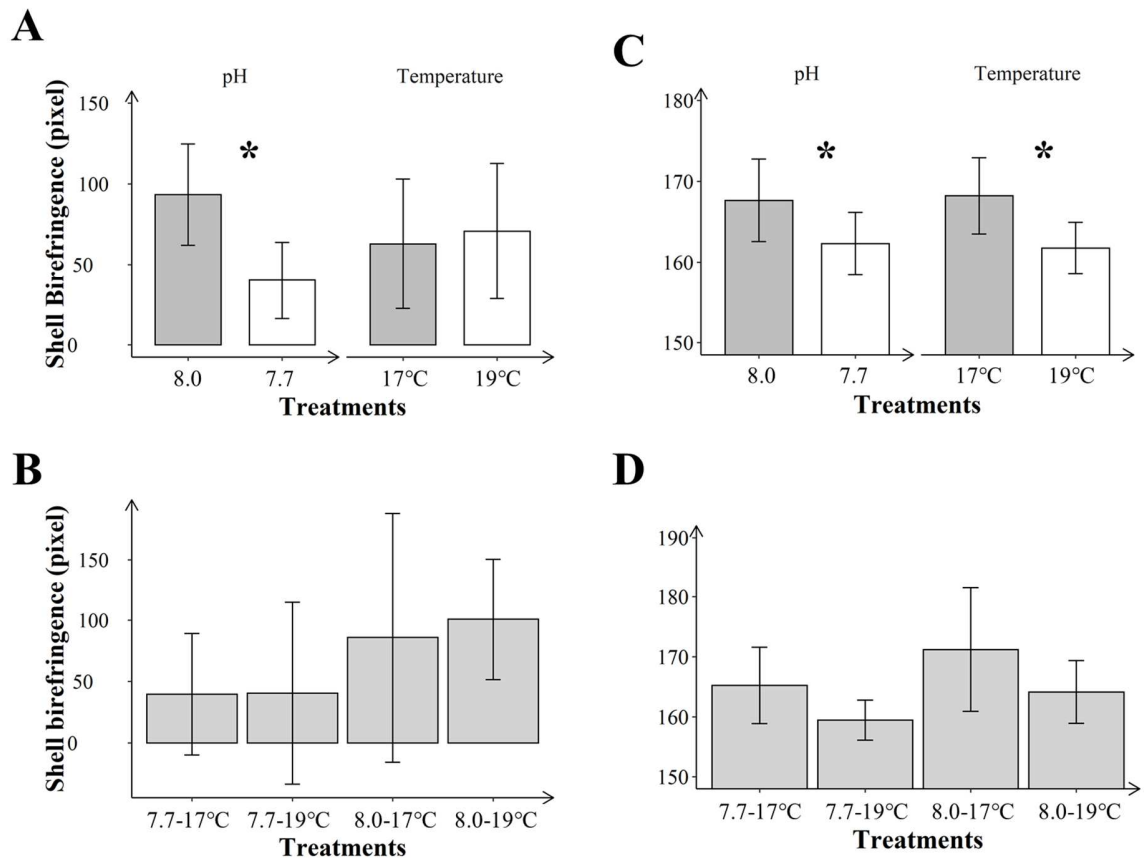 A
pH Temperature
Shell Birefringence (pixel)
150
100
50
0
8.0 7.7 17°C 19°C
Treatments
*
C
pH Temperature
180
170
160
150
* *
8.0 7.7 17°C 19°C
Treatments
B
Shell birefringence (pixel)
150
100
50
0
7.7-17°C 7.7-19°C 8.0-17°C 8.0-19°C
Treatments
D
190
180
170
160
150
7.7-17°C 7.7-19°C 8.0-17°C 8.0-19°C
Treatments